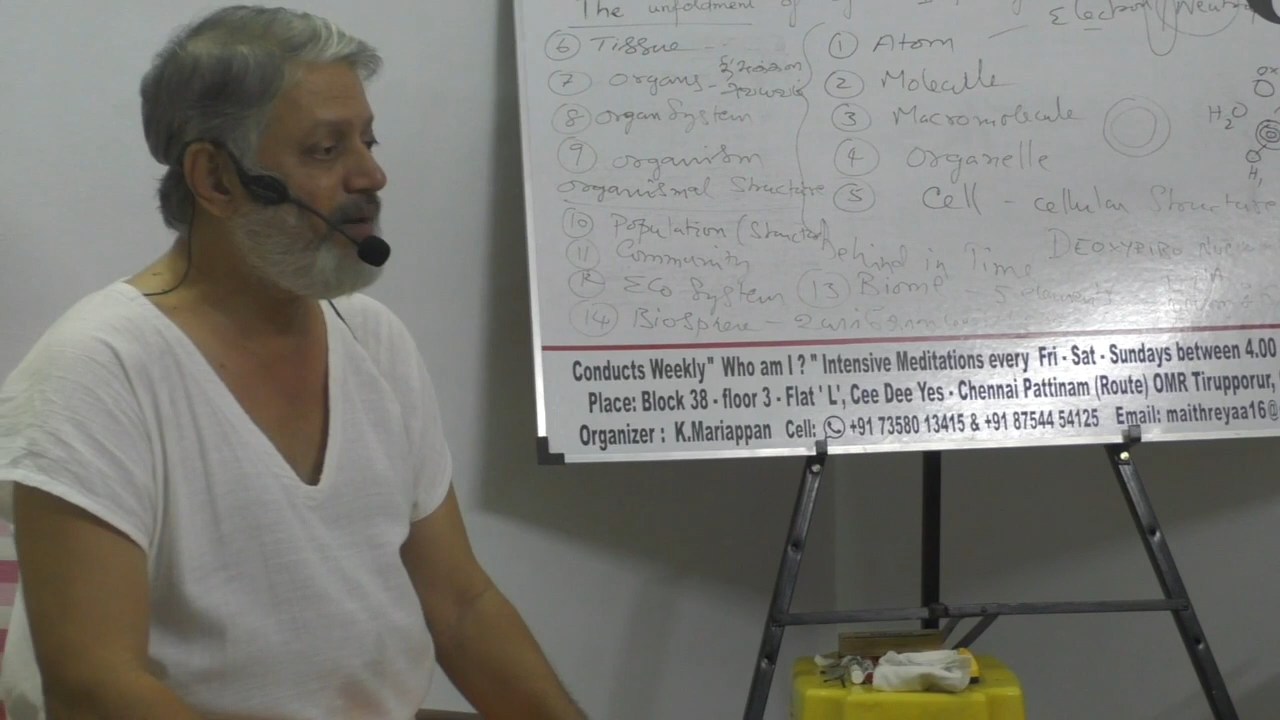 The unfoldment of
Electron / Neutr
① Atom
② Molecule
③ Macromolecule
H2O
④ Organelle
⑤ Cell - cellular Structure
⑥ Tissue
⑦ organs
⑧ organ System
⑨ organism
organismal Structure
⑩ Population (Structure)
⑪ Community
Behind in Time
DEOXYRIBO
⑫ ECo System ⑬ Biome - 5 elements
⑭ Biosphere -
Conducts Weekly" Who am I ? " Intensive Meditations every Fri - Sat - Sundays between 4.00
Place: Block 38 - floor 3 - Flat ' L', Cee Dee Yes - Chennai Pattinam (Route) OMR Tirupporur,
Organizer : K.Mariappan Cell: +91 73580 13415 & +91 87544 54125 Email: maithreyaa16@